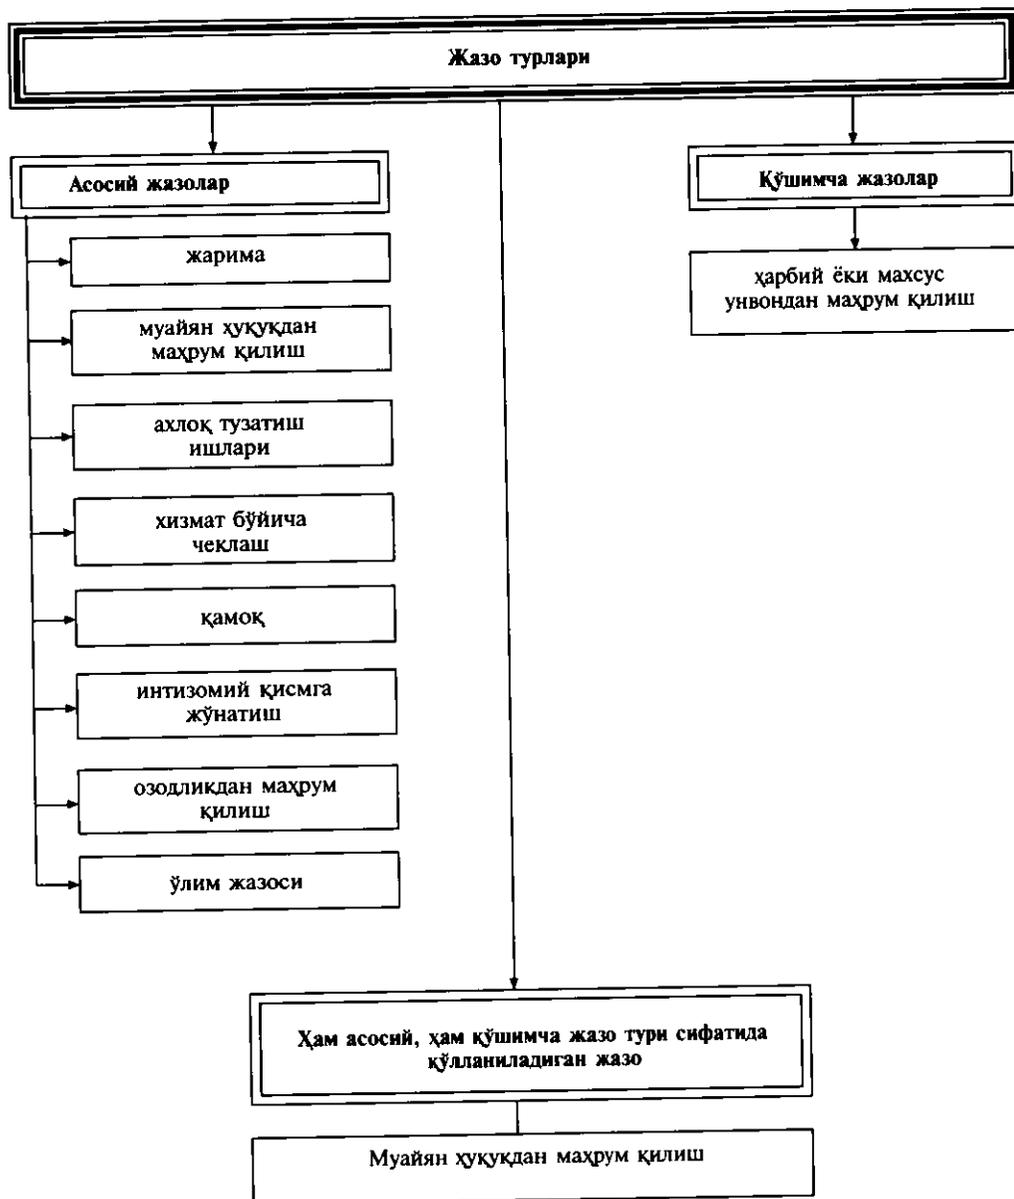 Жазо турлари
Асосий жазолар
жарима
муайян ҳуқуқдан
маҳрум қилиш
ахлоқ тузатиш
ишлари
хизмат бўйича
чеклаш
қамоқ
интизомий қисмга
жўнатиш
озодликдан маҳрум
қилиш
ўлим жазоси
Қўшимча жазолар
ҳарбий ёки махсус
унвондан маҳрум қилиш
Ҳам асосий, ҳам қўшимча жазо тури сифатида
қўлланиладиган жазо
Муайян ҳуқуқдан маҳрум қилиш